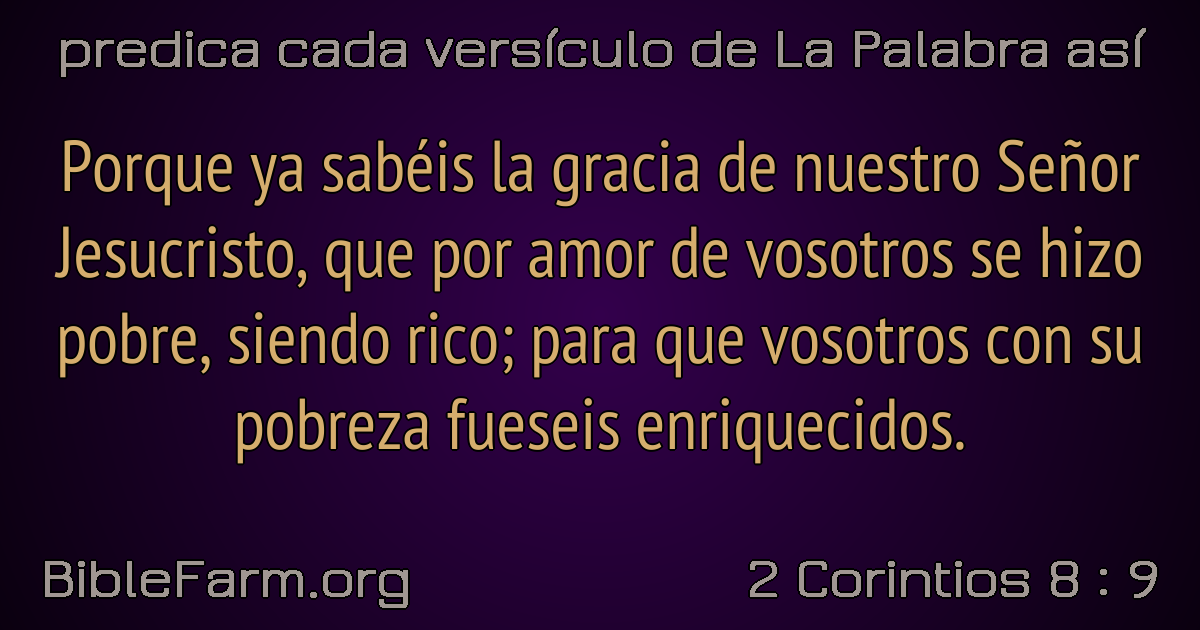 predica cada versículo de La Palabra así
Porque ya sabéis la gracia de nuestro Señor
Jesucristo, que por amor de vosotros se hizo
pobre, siendo rico; para que vosotros con su
pobreza fueseis enriquecidos.
BibleFarm.org
2 Corintios 8 : 9